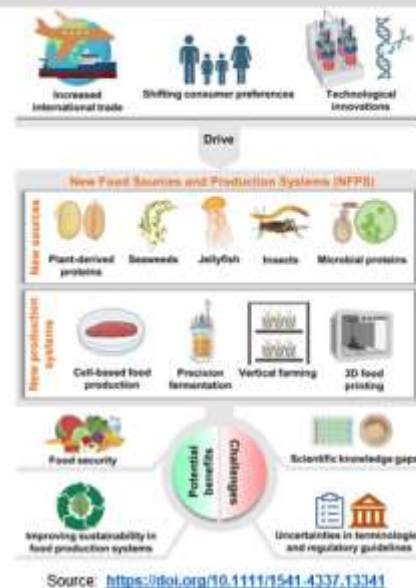 Increased
international trade
Shifting consumer preferences
Technological
innovations
Drive
New Food Sources and Production Systems (NFPS)
New sources
Plant-derived
proteins
Seaweeds
Jellyfish
Insects
Microbial proteins
New production
systems
Cell-based food
production
Precision
fermentation
Vertical farming
3D food
printing
Food security
Potential
benefits
Challenges
Scientific knowledge gaps
Improving sustainability in
food production systems
Uncertainties in terminologies
and regulatory guidelines
Source: https://doi.org/10.1111/1541-4337.13341